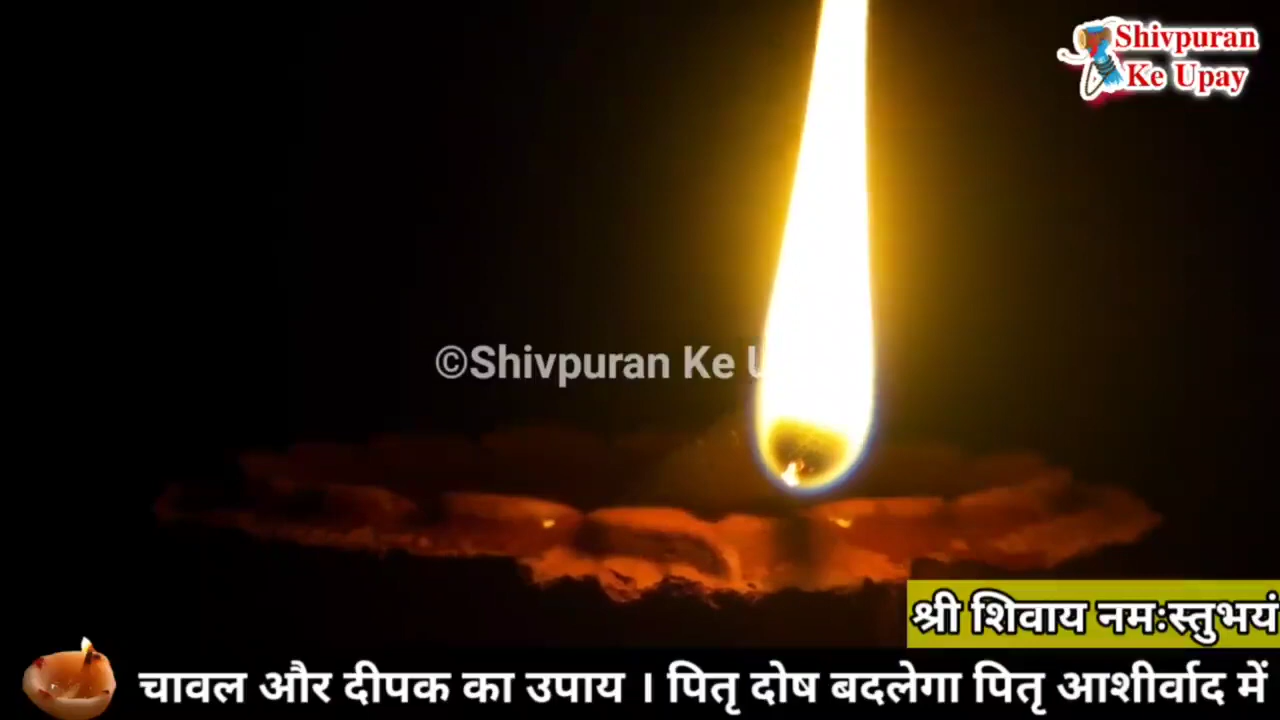 Shivpuran
Ke Upay
©Shivpuran Ke
श्री शिवाय नमःस्तुभयं
चावल और दीपक का उपाय । पितृ दोष बदलेगा पितृ आशीर्वाद में